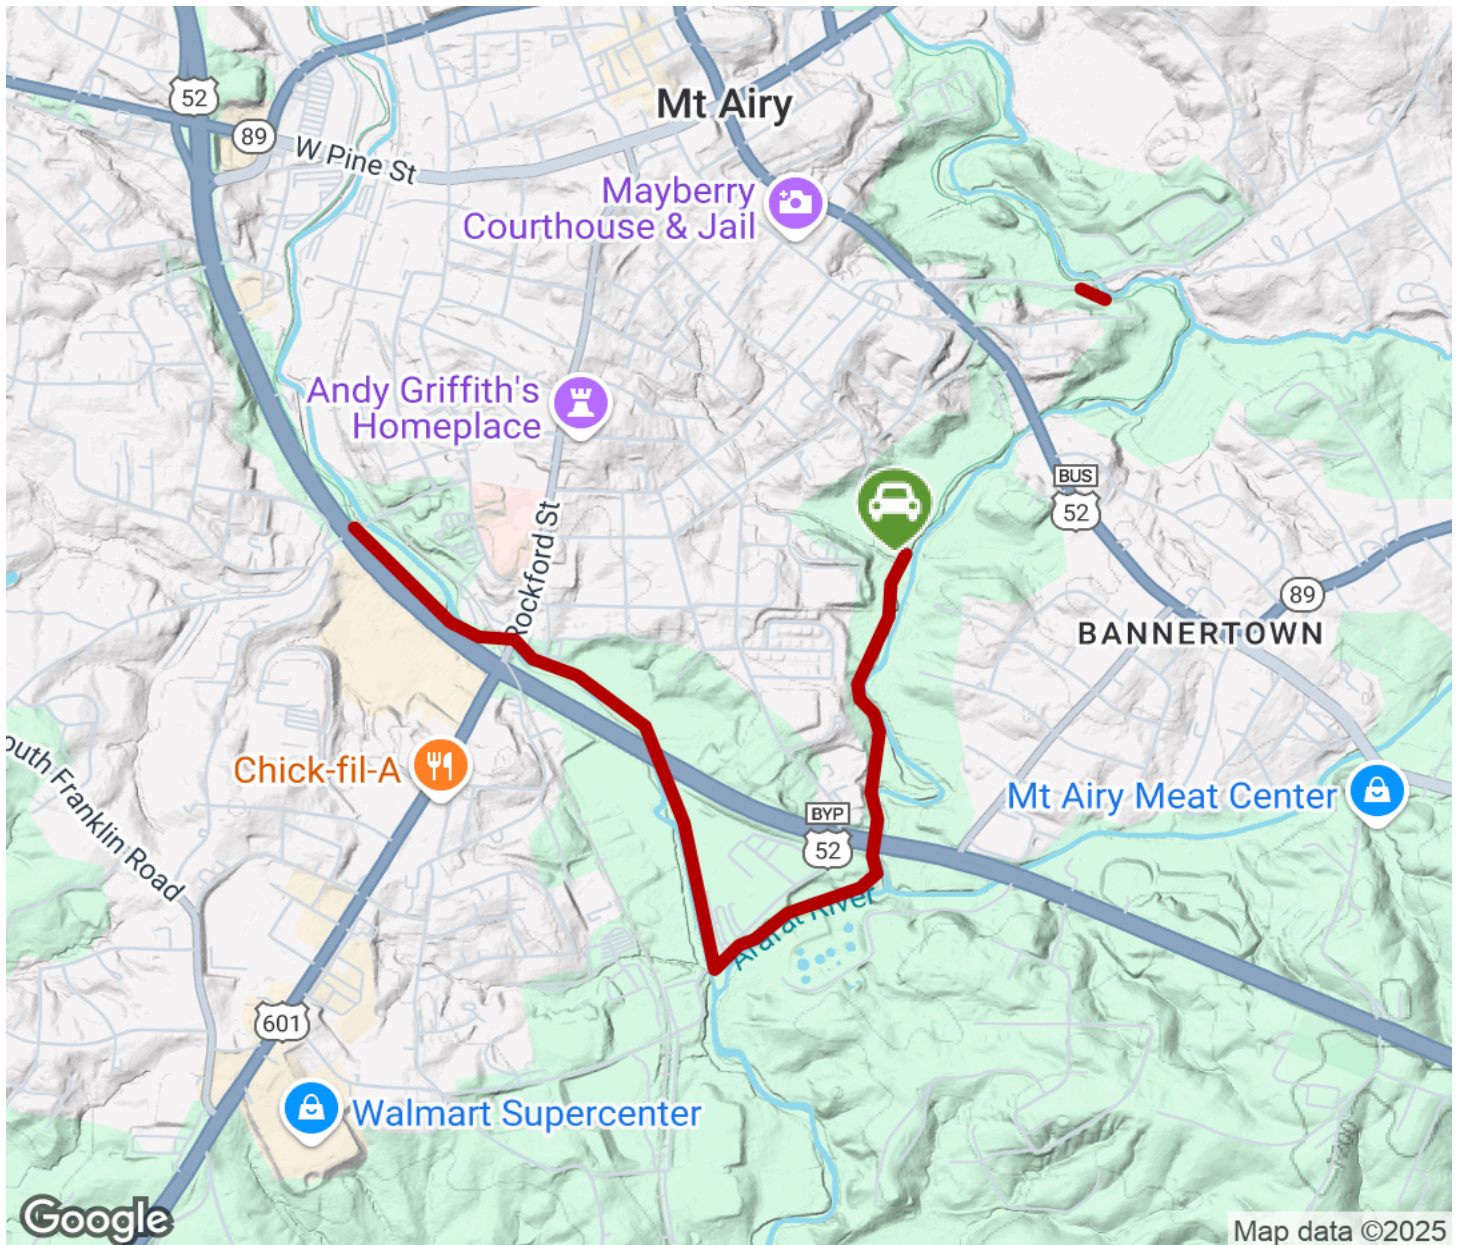 52
89
W Pine St
Mt Airy
Mayberry
Courthouse & Jail
Andy Griffith's
Homeplace
BUS
52
Rockford St
89
BANNERTOWN
outh Franklin Road
Chick-fil-A
Mt Airy Meat Center
BYP
52
Ararat River
601
Walmart Supercenter
Google
Map data ©2025